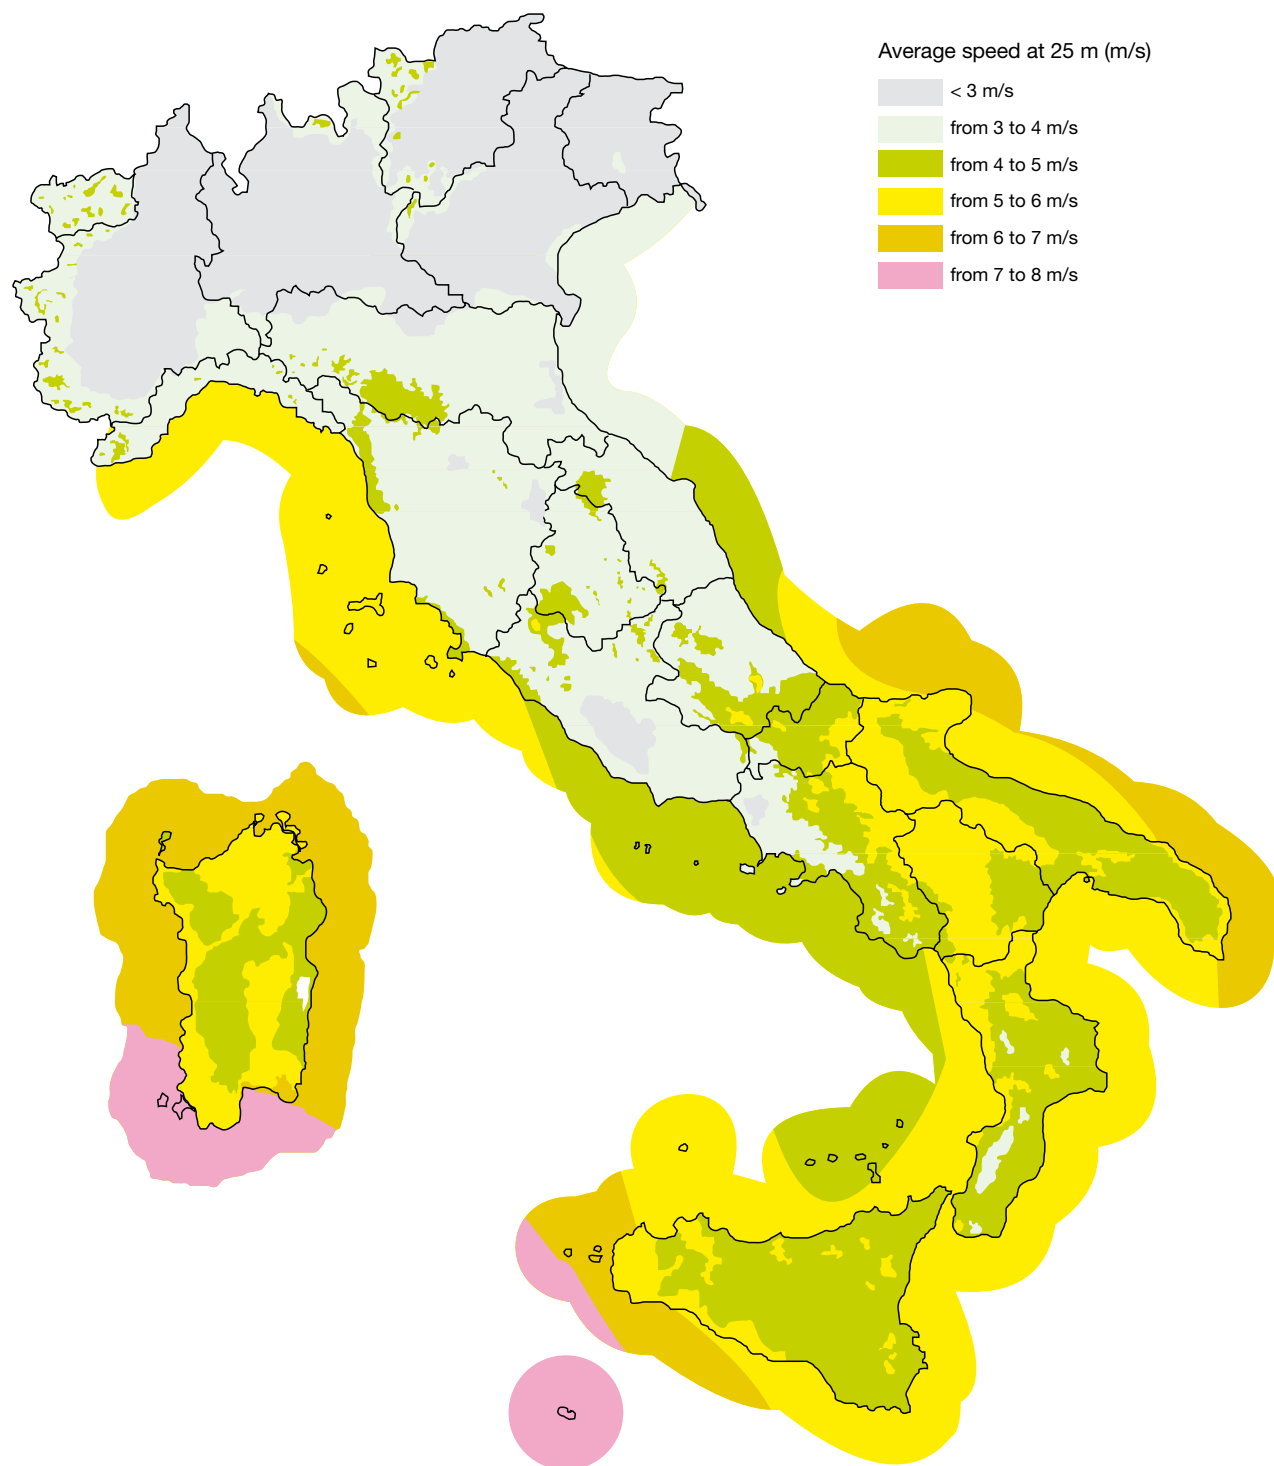 Average speed at 25 m (m/s)
< 3 m/s
from 3 to 4 m/s
from 4 to 5 m/s
from 5 to 6 m/s
from 6 to 7 m/s
from 7 to 8 m/s